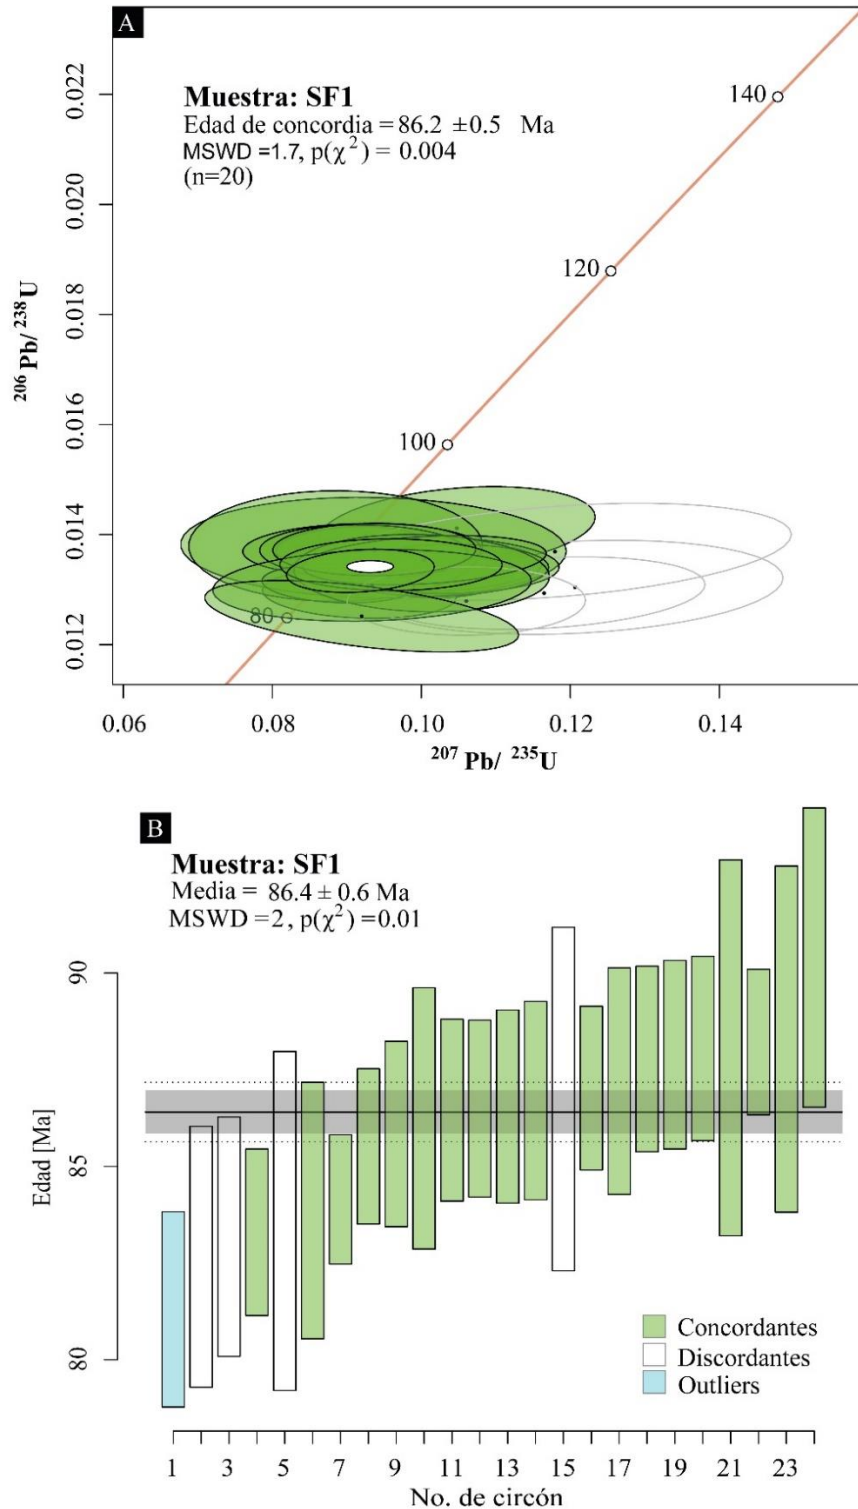 A
Muestra: SF1
Edad de concordia = 86.2 ±0.5 Ma
MSWD =1.7, p(χ²) = 0.004
(n=20)
0.022
0.020
0.018
0.016
0.014
0.012
²⁰⁶Pb/ ²³⁸U
140
120
100
80
0.06
0.08
0.10
0.12
0.14
²⁰⁷Pb/ ²³⁵U
B
Muestra: SF1
Media = 86.4 ± 0.6 Ma
MSWD =2, p(χ²) =0.01
90
85
80
Edad [Ma]
Concordantes
Discordantes
Outliers
1 3 5 7 9 11 13 15 17 19 21 23
No. de circón